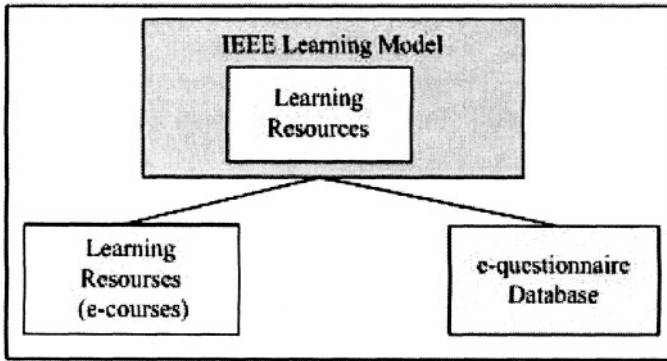 IEEE Learning Model
Learning
Resources
Learning
Resourses
(e-courses)
e-questionnaire
Database